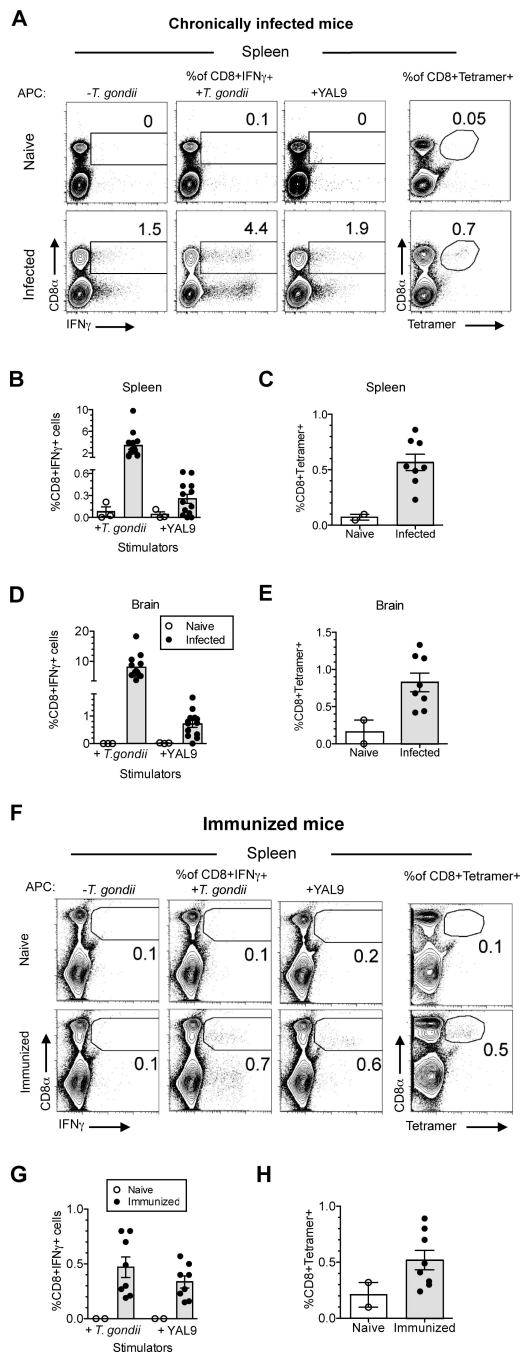 A
Chronically infected mice
Spleen
%of CD8+IFNγ+
%of CD8+Tetramer+
APC:
-T. gondii
+T. gondii
+YAL9
Naive
0
0.1
0
0.05
Infected
1.5
4.4
1.9
0.7
CD8α
IFNγ
CD8α
Tetramer
B
Spleen
%CD8+IFNγ+ cells
10
6
2
0.6
0.3
0.0
+T. gondii
+YAL9
Stimulators
C
Spleen
%CD8+Tetramer+
1.0
0.5
0.0
Naive
Infected
D
Brain
Naive
Infected
%CD8+IFNγ+ cells
20
10
1
0
+ T.gondii
+YAL9
Stimulators
E
Brain
%CD8+Tetramer+
1.5
1.0
0.5
0.0
Naive
Infected
F
Immunized mice
Spleen
%of CD8+IFNγ+
%of CD8+Tetramer+
APC:
-T. gondii
+T. gondii
+YAL9
Naive
0.1
0.1
0.2
0.1
Immunized
0.1
0.7
0.6
0.5
CD8α
IFNγ
CD8α
Tetramer
G
Naive
Immunized
%CD8+IFNγ+ cells
1.0
0.5
0.0
+ T. gondii
+ YAL9
Stimulators
H
%CD8+Tetramer+
1.0
0.5
0.0
Naive
Immunized